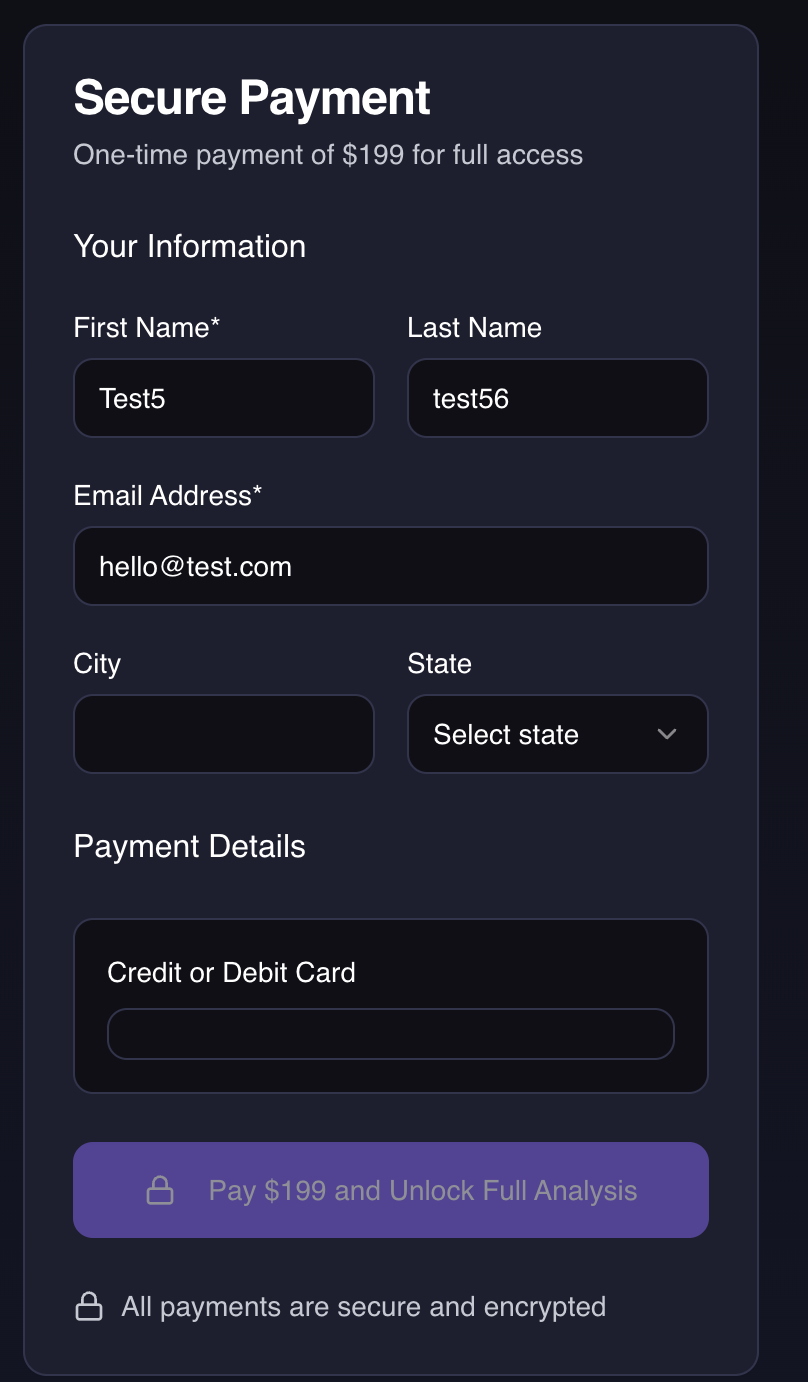 Secure Payment
One-time payment of $199 for full access
Your Information
First Name*
Last Name
Test5
test56
Email Address*
hello@test.com
City
State
Select state
Payment Details
Credit or Debit Card
Pay $199 and Unlock Full Analysis
All payments are secure and encrypted